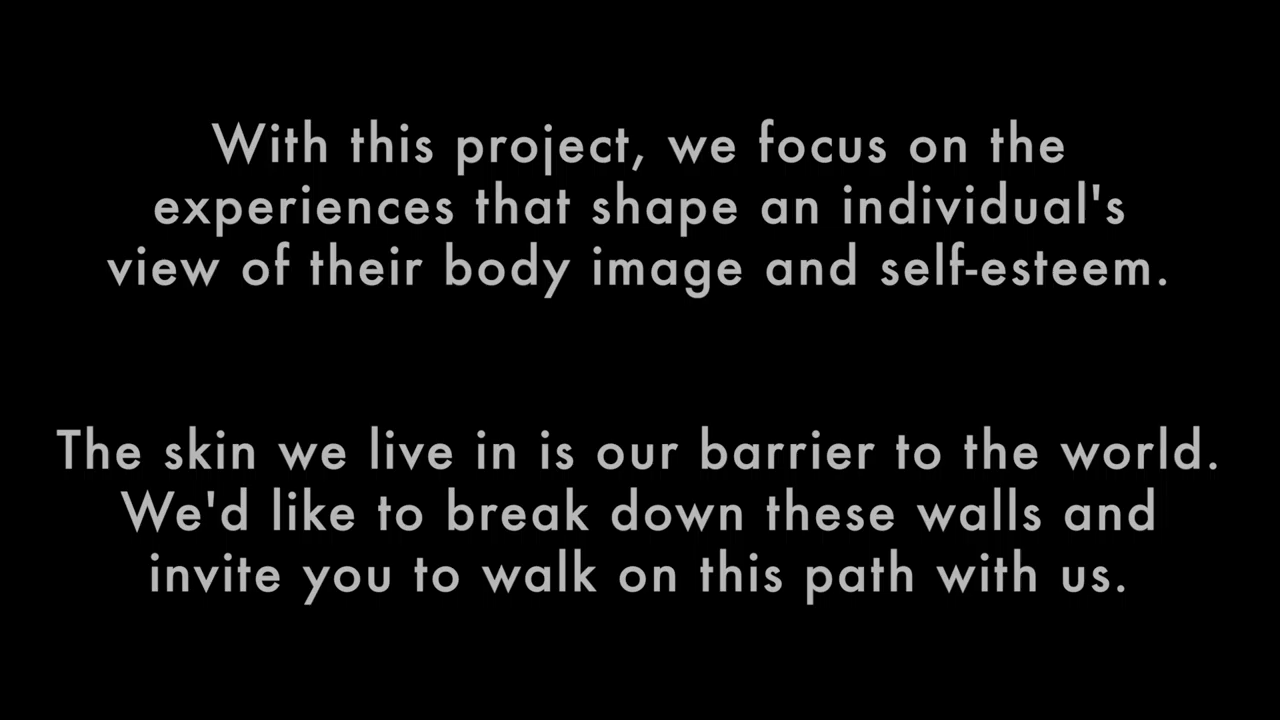 With this project, we focus on the
experiences that shape an individual's
view of their body image and self-esteem.
The skin we live in is our barrier to the world.
We'd like to break down these walls and
invite you to walk on this path with us.